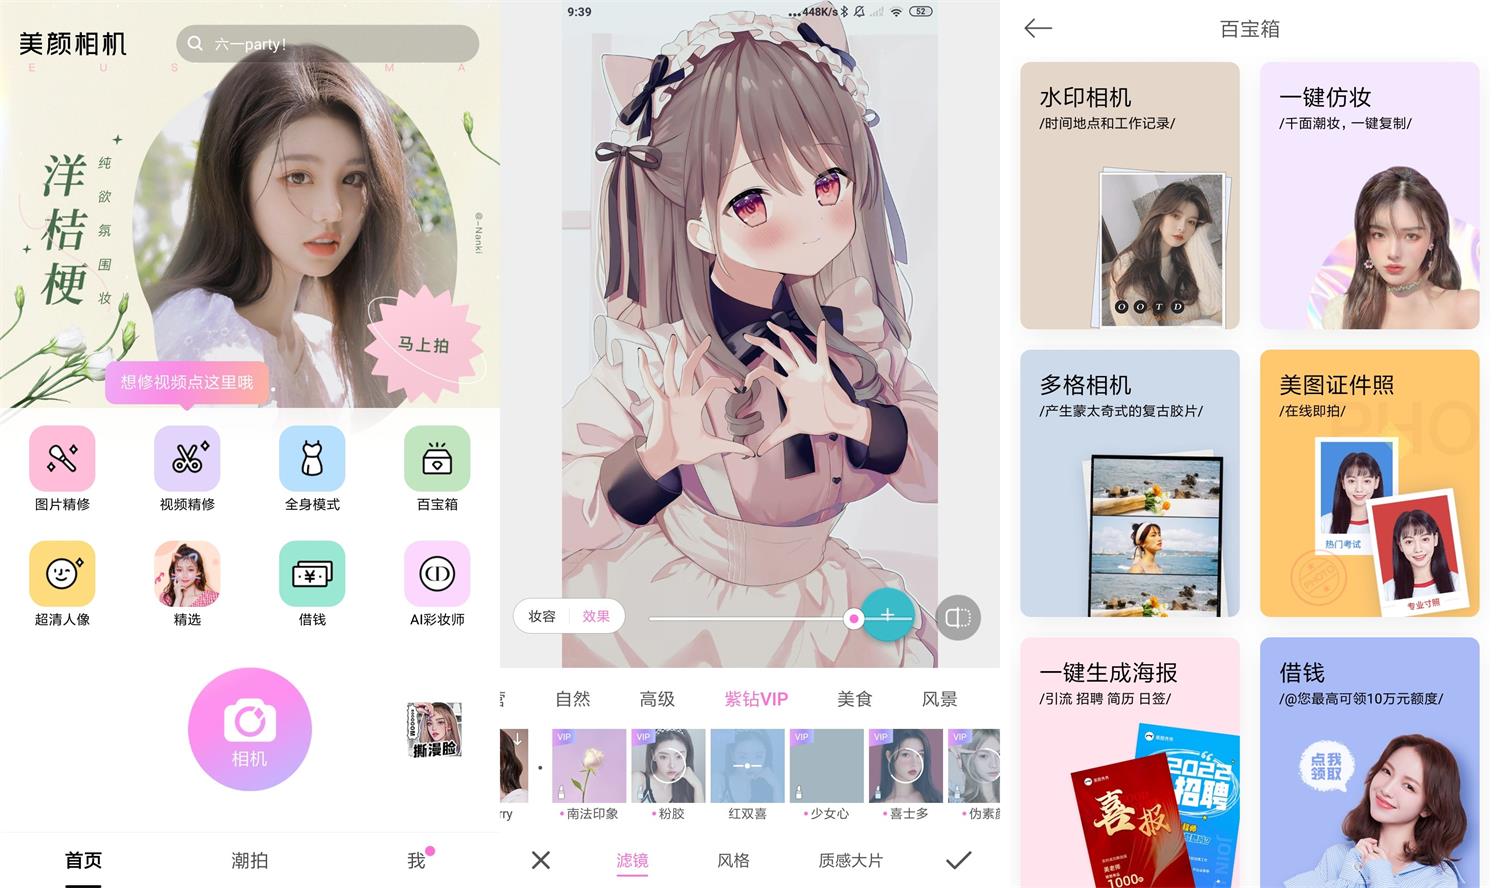 美颜相机
六一party!
E U S M A
洋桔梗
纯欲氛围妆
@-Nanki
马上拍
想修视频点这里哦
图片精修
视频精修
全身模式
百宝箱
超清人像
精选
借钱
AI彩妆师
相机
撕漫脸
首页
潮拍
我
9:39
...448K/s
52
妆容
效果
自然
高级
紫钻VIP
美食
风景
VIP
VIP
VIP
VIP
VIP
rry
南法印象
粉胶
红双喜
少女心
喜士多
伪素颜
滤镜
风格
质感大片
百宝箱
水印相机
/时间地点和工作记录/
OOTD
一键仿妆
/千面潮妆，一键复制/
多格相机
/产生蒙太奇式的复古胶片/
美图证件照
/在线即拍/
PHO
热门考试
PHOTO
专业寸照
一键生成海报
/引流 招聘 简历 日签/
2022
招聘
喜报
1000
借钱
/@您最高可领10万元额度/
点我
领取